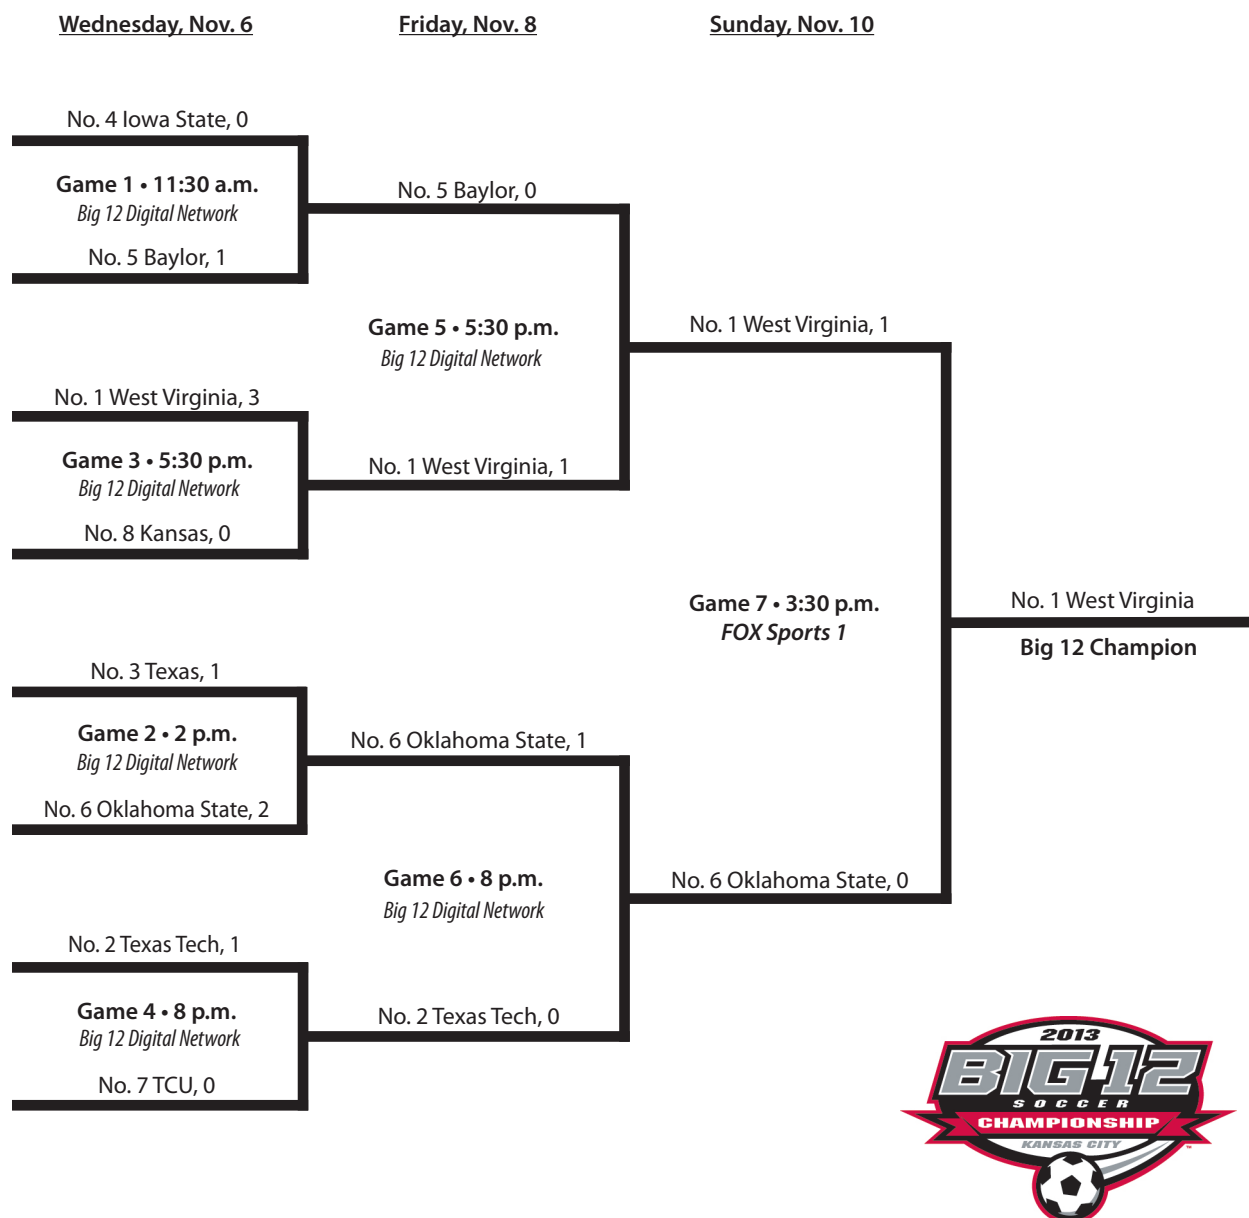 Wednesday, Nov. 6
Friday, Nov. 8
Sunday, Nov. 10
No. 4 Iowa State, 0
Game 1 • 11:30 a.m.
Big 12 Digital Network
No. 5 Baylor, 1
No. 1 West Virginia, 3
Game 3 • 5:30 p.m.
Big 12 Digital Network
No. 8 Kansas, 0
No. 3 Texas, 1
Game 2 • 2 p.m.
Big 12 Digital Network
No. 6 Oklahoma State, 2
No. 2 Texas Tech, 1
Game 4 • 8 p.m.
Big 12 Digital Network
No. 7 TCU, 0
No. 5 Baylor, 0
Game 5 • 5:30 p.m.
Big 12 Digital Network
No. 1 West Virginia, 1
No. 6 Oklahoma State, 1
Game 6 • 8 p.m.
Big 12 Digital Network
No. 2 Texas Tech, 0
No. 1 West Virginia, 1
Game 7 • 3:30 p.m.
FOX Sports 1
No. 6 Oklahoma State, 0
No. 1 West Virginia
Big 12 Champion
2013
BIG 12
SOCCER
CHAMPIONSHIP
KANSAS CITY